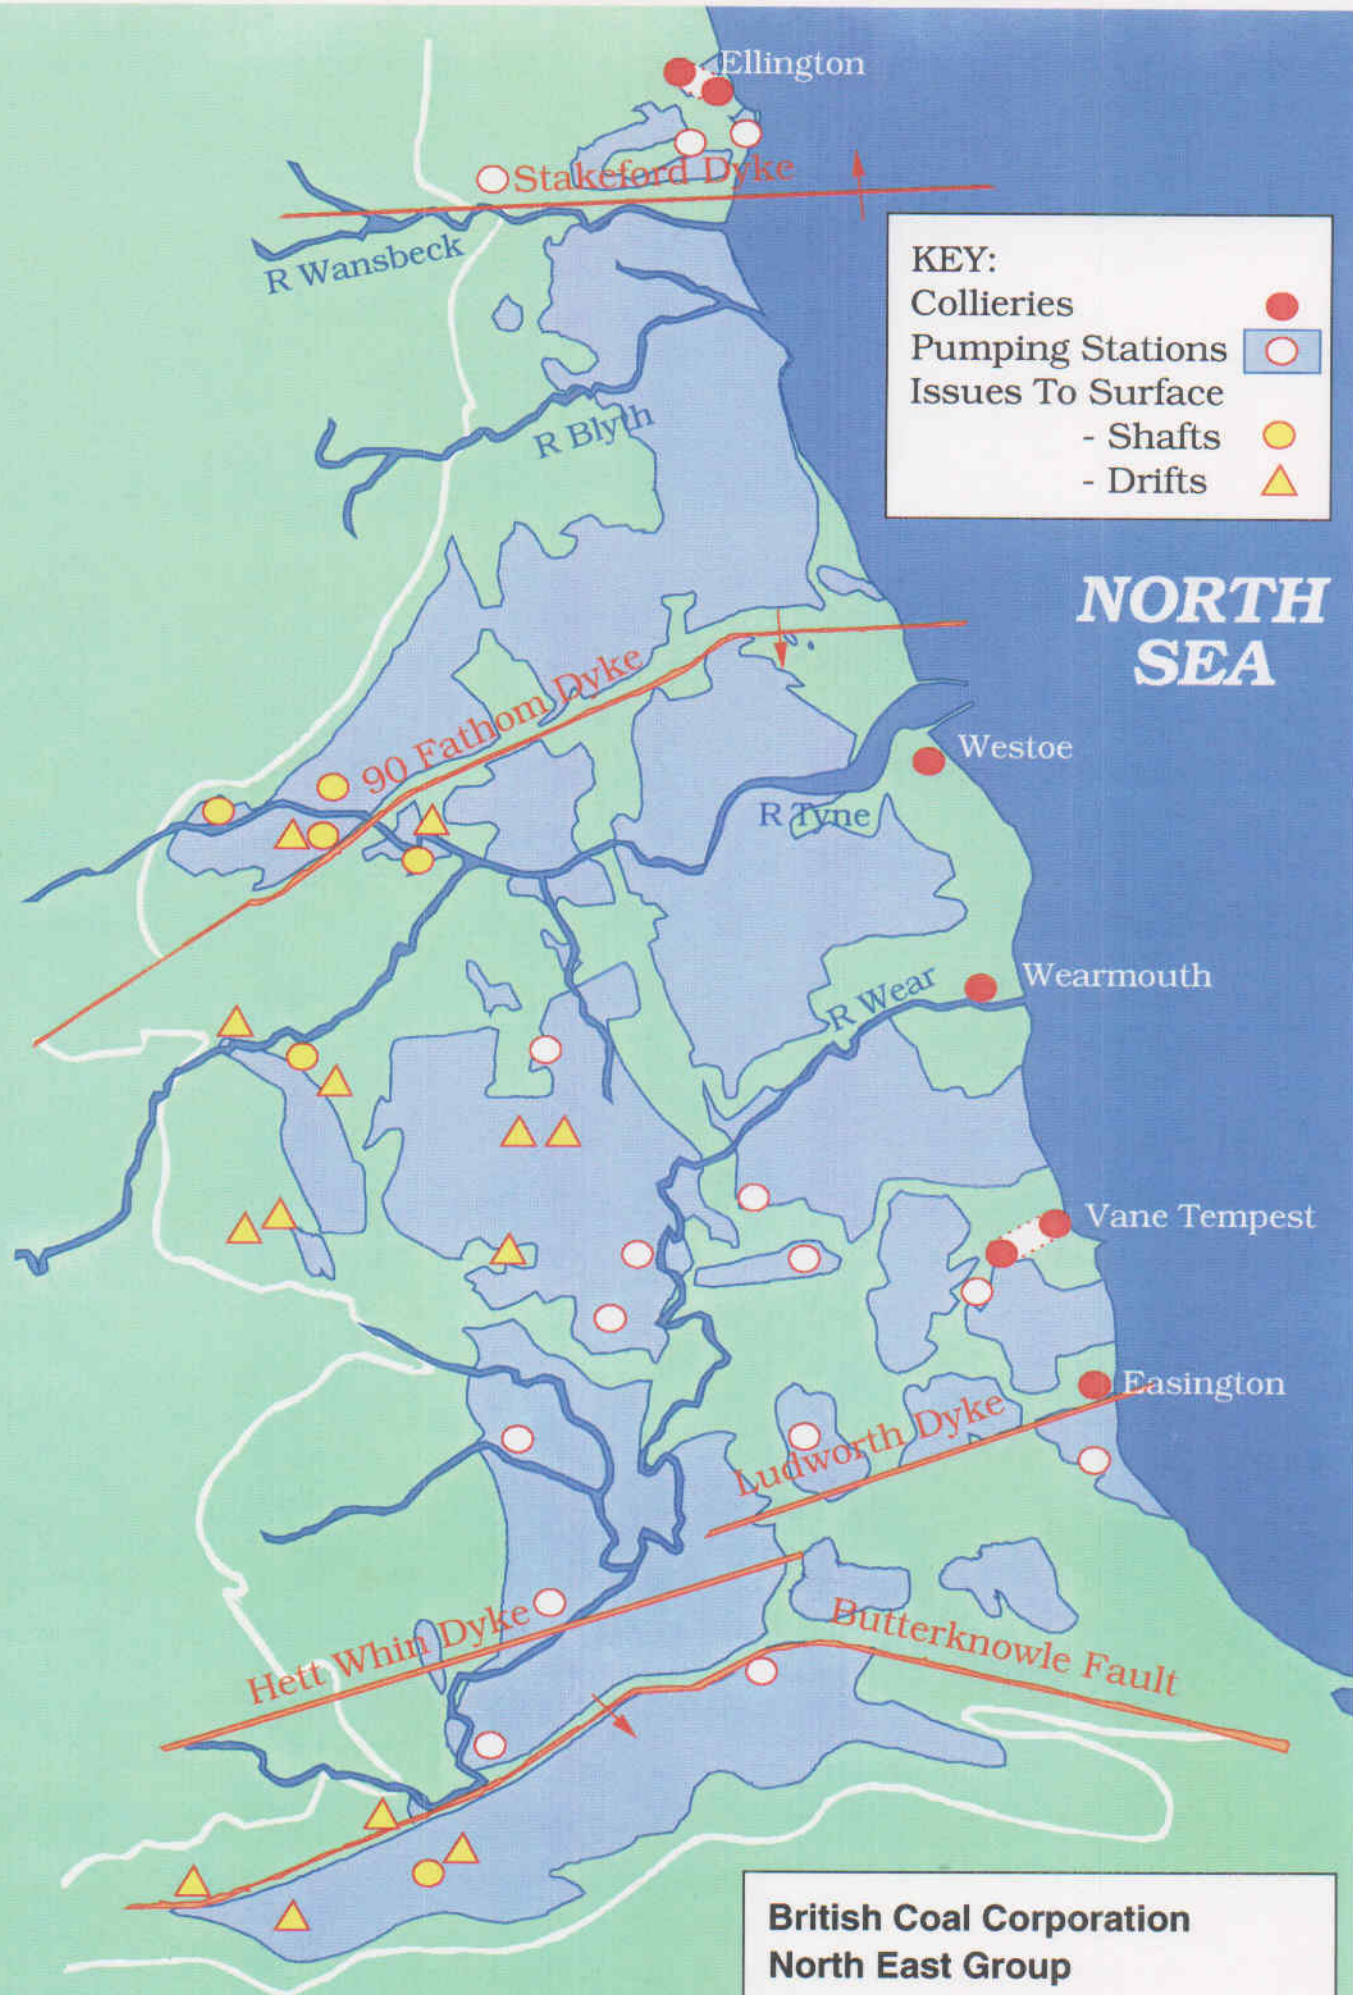 Ellington
Stakeford Dyke
R Wansbeck
KEY:
Collieries
Pumping Stations
Issues To Surface
- Shafts
- Drifts
R Blyth
NORTH
SEA
90 Fathom Dyke
Westoe
R Tyne
Wearmouth
R Wear
Vane Tempest
Easington
Ludworth Dyke
Hett Whin Dyke
Butterknowle Fault
British Coal Corporation
North East Group